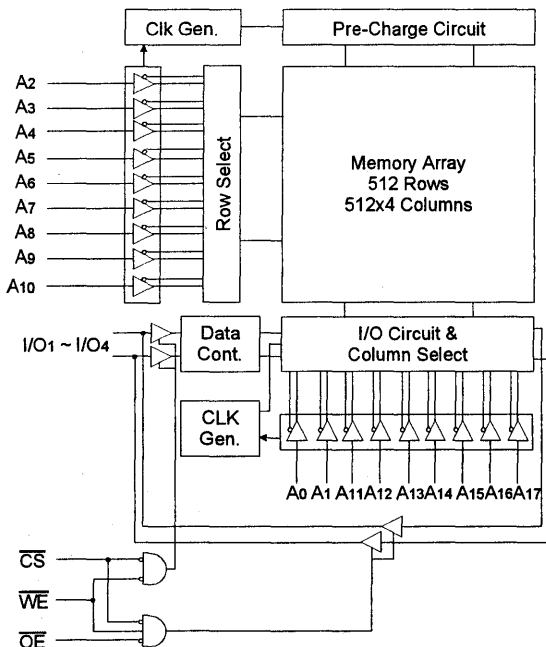 Clk Gen.
Pre-Charge Circuit
A2
A3
A4
A5
A6
A7
A8
A9
A10
Row Select
Memory Array
512 Rows
512x4 Columns
I/O1 ~ I/O4
Data
Cont.
I/O Circuit &
Column Select
CLK
Gen.
A0 A1 A11 A12 A13 A14 A15 A16 A17
CS
WE
OE